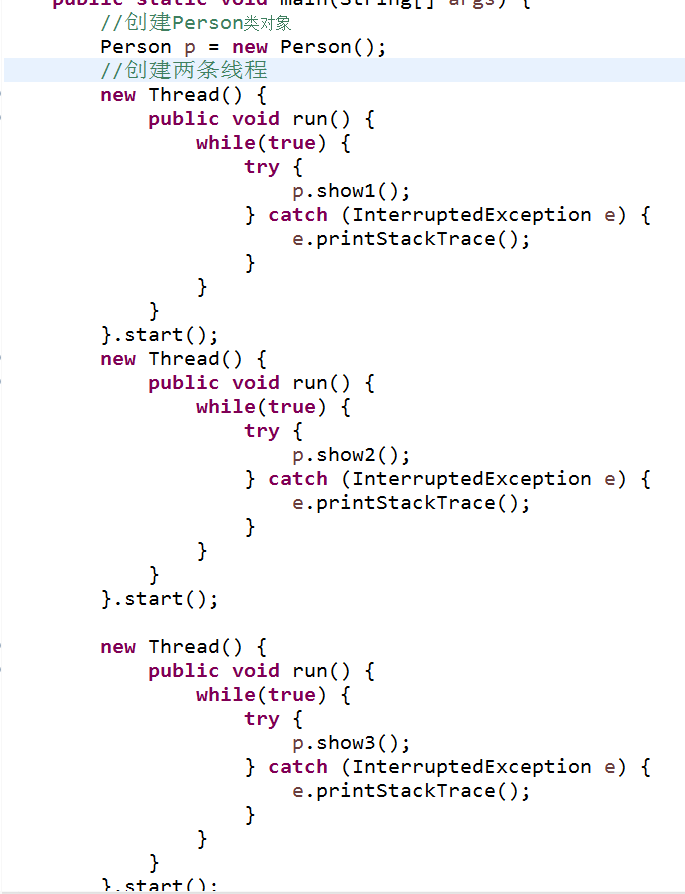 public static void main(String[] args) {
//创建Person类对象
Person p = new Person();
//创建两条线程
new Thread() {
public void run() {
while(true) {
try {
p.show1();
} catch (InterruptedException e) {
e.printStackTrace();
}
}
}
}.start();
new Thread() {
public void run() {
while(true) {
try {
p.show2();
} catch (InterruptedException e) {
e.printStackTrace();
}
}
}
}.start();
new Thread() {
public void run() {
while(true) {
try {
p.show3();
} catch (InterruptedException e) {
e.printStackTrace();
}
}
}
}.start();